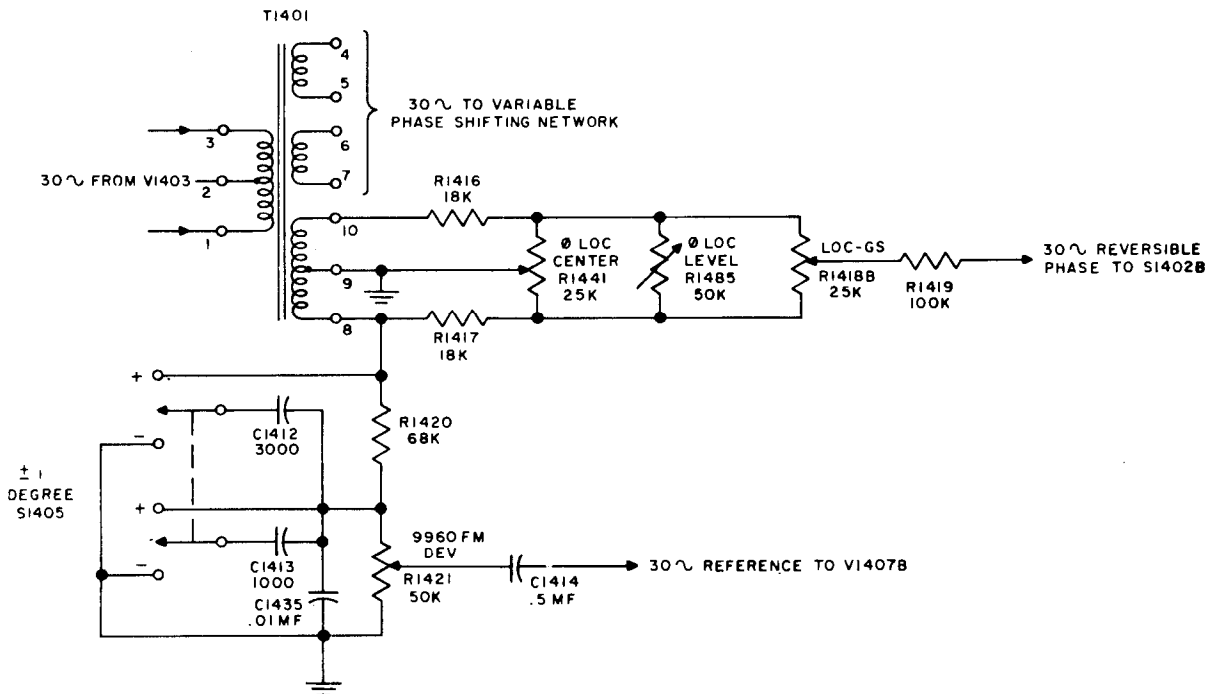 T1401
4
5
6
7
30∿ TO VARIABLE
PHASE SHIFTING NETWORK
3
30∿ FROM V1403
2
1
10
9
8
R1416
18K
Ø LOC
CENTER
R1441
25K
Ø LOC
LEVEL
R1485
50K
LOC-GS
R1418B
25K
R1419
100K
30∿ REVERSIBLE
PHASE TO S1402B
R1417
18K
+
C1412
3000
-
R1420
68K
± 1
DEGREE
S1405
+
C1413
1000
-
C1435
.01MF
9960 FM
DEV
R1421
50K
C1414
.5 MF
30∿ REFERENCE TO V1407B